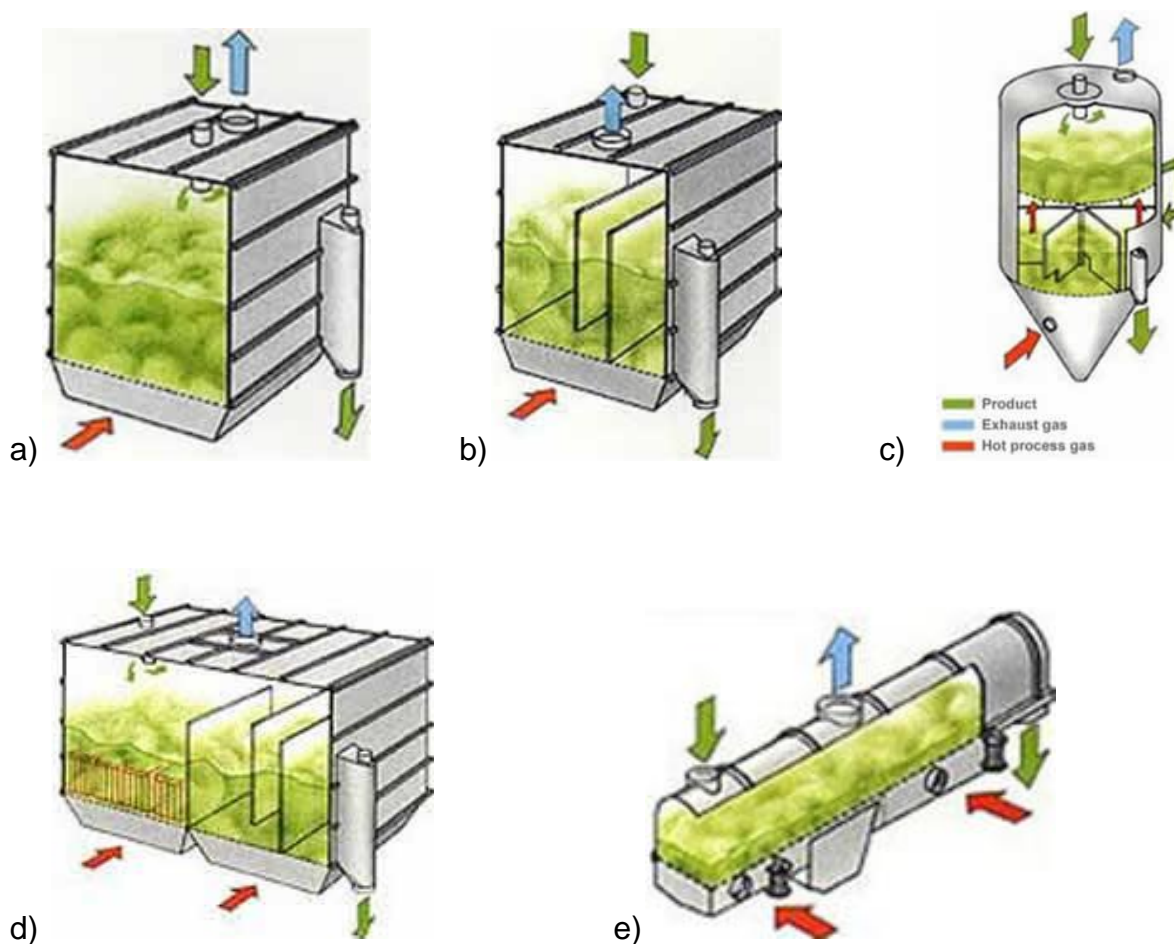 a)
b)
Product
Exhaust gas
Hot process gas
c)
d)
e)